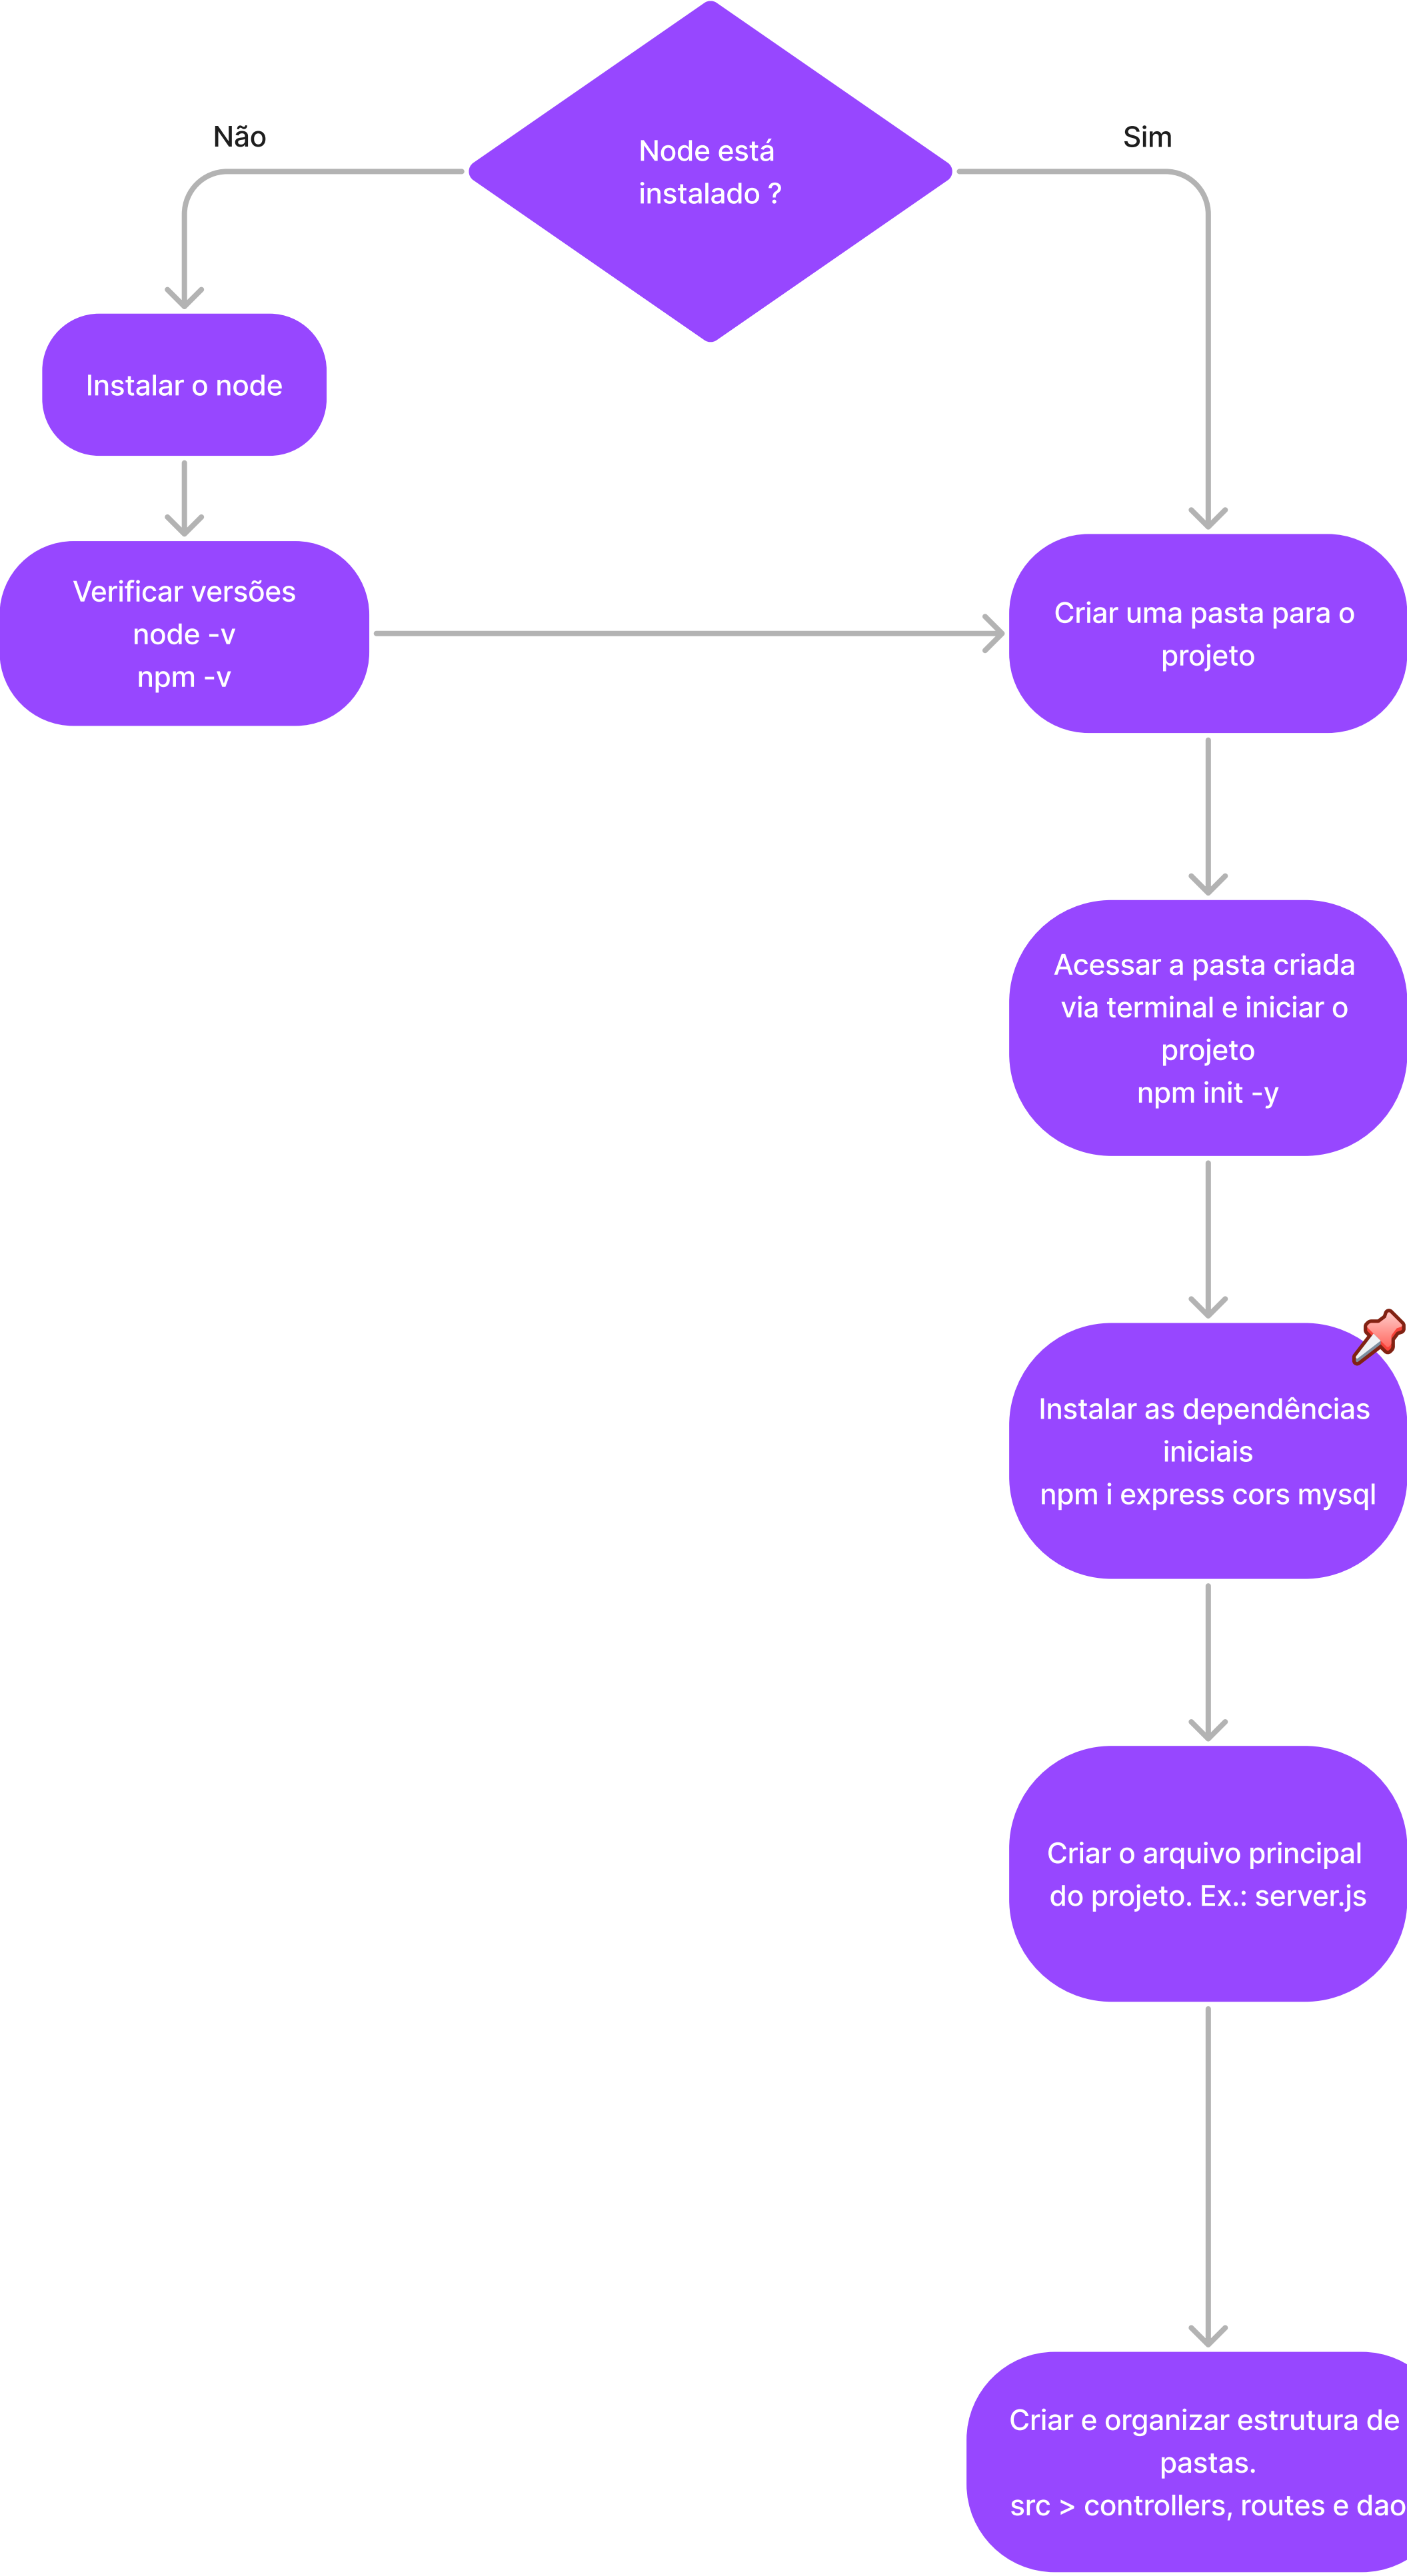 Não
Node está
instalado ?
Sim
Instalar o node
Verificar versões
node -v
npm -v
Criar uma pasta para o
projeto
Acessar a pasta criada
via terminal e iniciar o
projeto
npm init -y
Instalar as dependências
iniciais
npm i express cors mysql
Criar o arquivo principal
do projeto. Ex.: server.js
Criar e organizar estrutura de
pastas.
src > controllers, routes e dao